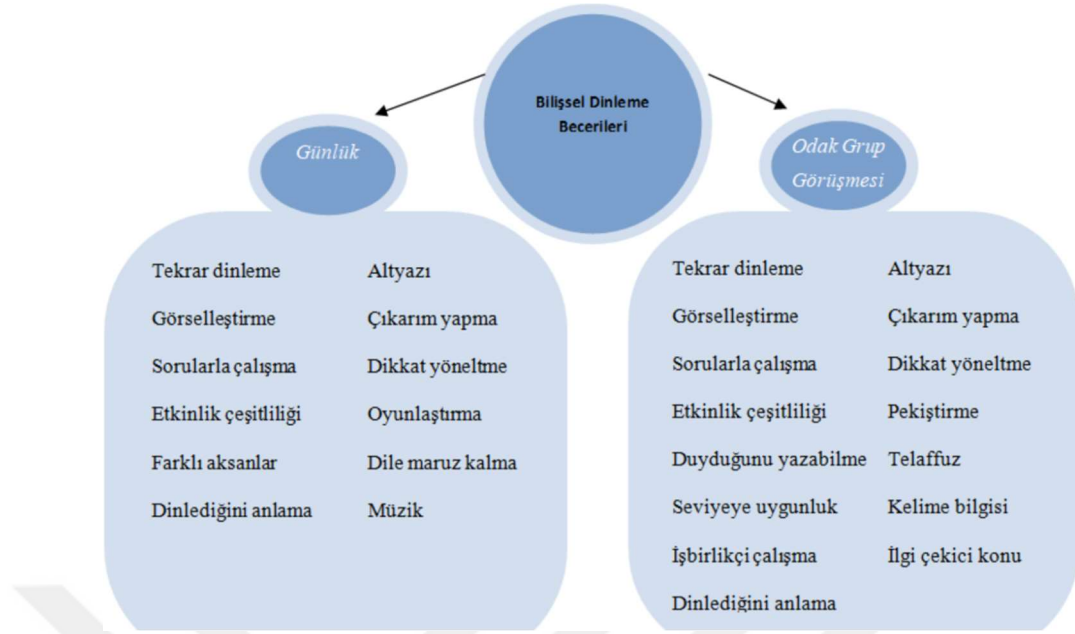 Bilişsel Dinleme
Becerileri
Günlük
Tekrar dinleme
Altyazı
Görselleştirme
Çıkarım yapma
Sorularla çalışma
Dikkat yöneltme
Etkinlik çeşitliliği
Oyunlaştırma
Farklı aksanlar
Dile maruz kalma
Dinlediğini anlama
Müzik
Odak Grup
Görüşmesi
Tekrar dinleme
Altyazı
Görselleştirme
Çıkarım yapma
Sorularla çalışma
Dikkat yöneltme
Etkinlik çeşitliliği
Pekiştirme
Duyduğunu yazabilme
Telaffuz
Seviyeye uygunluk
Kelime bilgisi
İşbirlikçi çalışma
İlgi çekici konu
Dinlediğini anlama